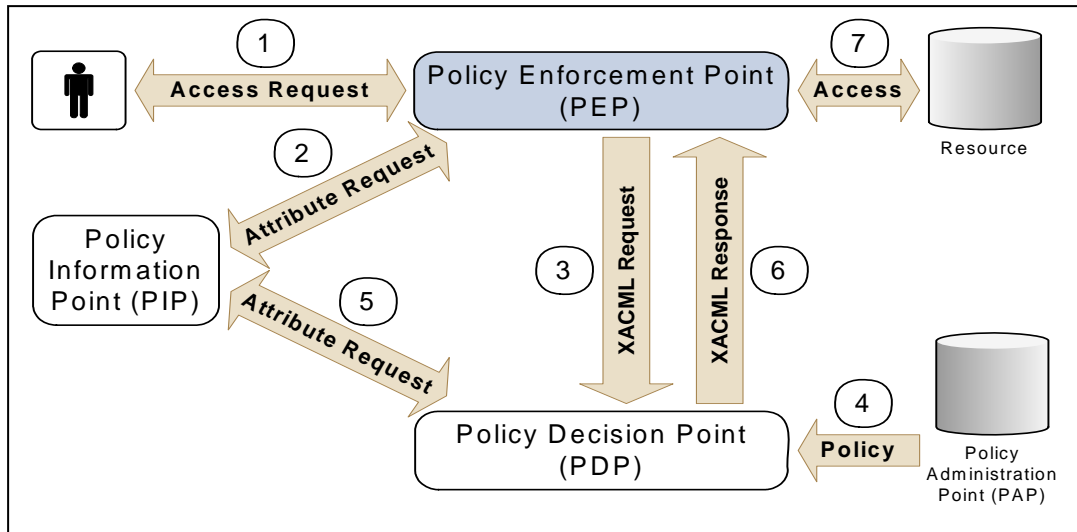 1
Access Request
Policy Enforcement Point
(PEP)
7
Access
Resource
2
Attribute Request
Policy
Information
Point (PIP)
3
XACML Request
XACML Response
6
5
Attribute Request
Policy Decision Point
(PDP)
4
Policy
Policy
Administration
Point (PAP)